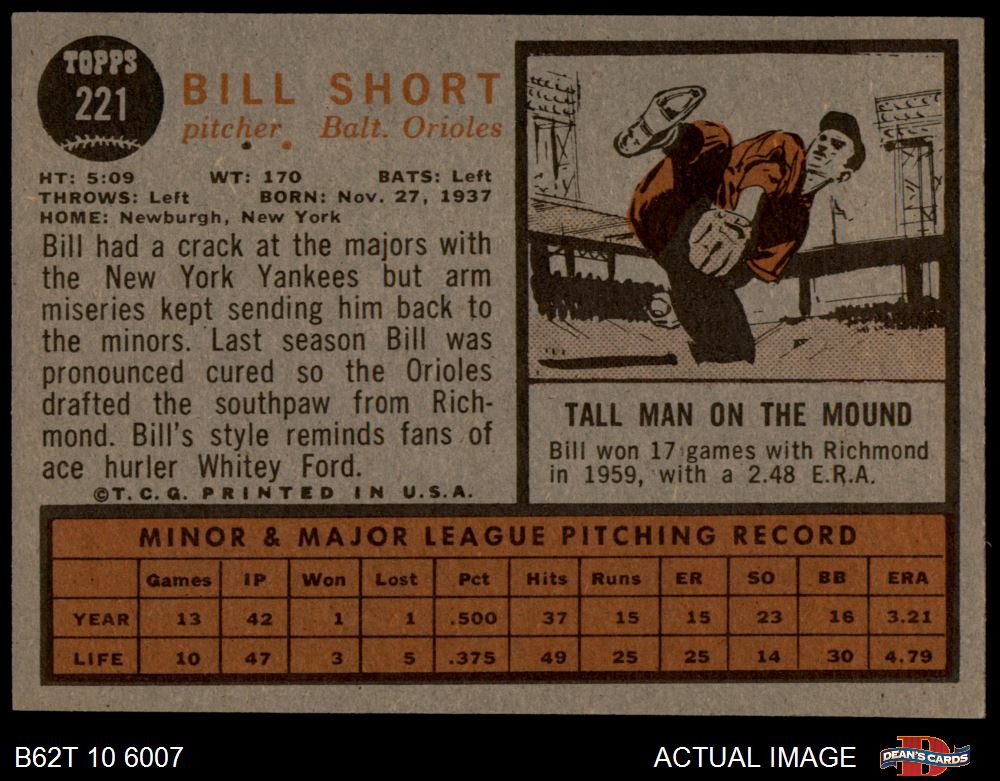 TOPPS
221
BILL SHORT
pitcher Balt. Orioles
HT: 5:09 WT: 170 BATS: Left
THROWS: Left BORN: Nov. 27, 1937
HOME: Newburgh, New York
Bill had a crack at the majors with
the New York Yankees but arm
miseries kept sending him back to
the minors. Last season Bill was
pronounced cured so the Orioles
drafted the southpaw from Rich-
mond. Bill's style reminds fans of
ace hurler Whitey Ford.
©T.C.G. PRINTED IN U.S.A.
TALL MAN ON THE MOUND
Bill won 17 games with Richmond
in 1959, with a 2.48 E.R.A.
MINOR & MAJOR LEAGUE PITCHING RECORD
Games IP Won Lost Pct Hits Runs ER SO BB ERA
YEAR 13 42 1 1 .500 37 15 15 23 16 3.21
LIFE 10 47 3 5 .375 49 25 25 14 30 4.79
B62T 10 6007 ACTUAL IMAGE DEAN'S CARDS